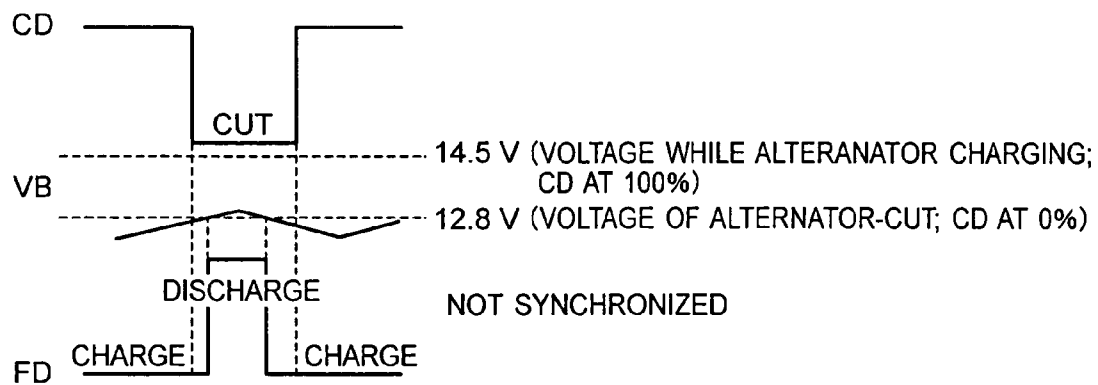 CD
CUT
14.5 V (VOLTAGE WHILE ALTERANATOR CHARGING;
CD AT 100%)
VB
12.8 V (VOLTAGE OF ALTERNATOR-CUT; CD AT 0%)
DISCHARGE
NOT SYNCHRONIZED
CHARGE
CHARGE
FD